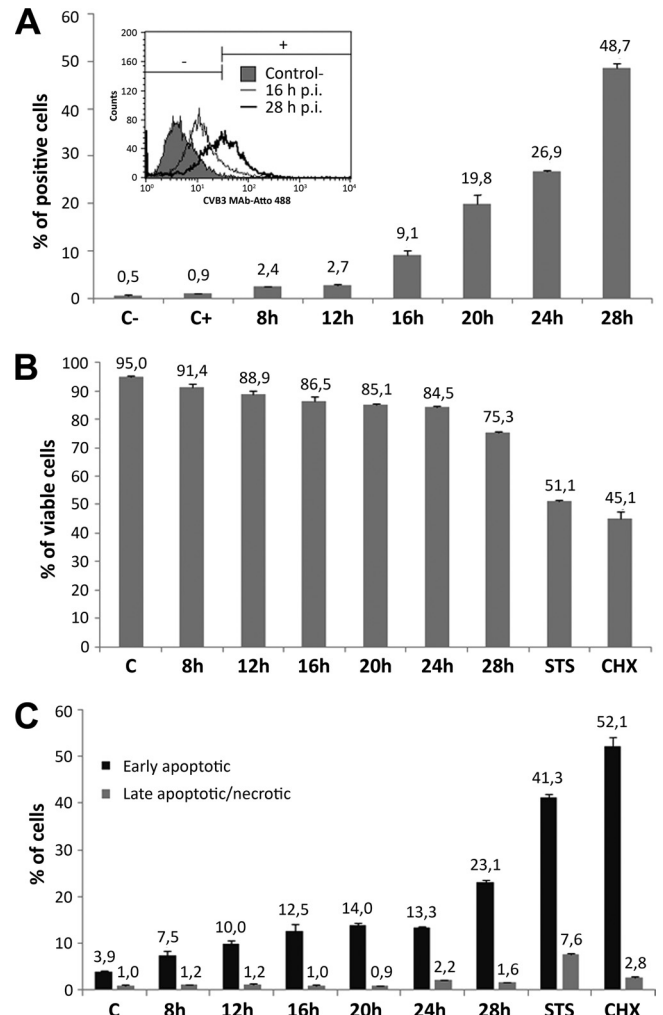 A
% of positive cells
60
50
40
30
20
10
0
200
160
120
80
40
0
Counts
- +
Control-
16 h p.i.
28 h p.i.
10⁰ 10¹ 10² 10³ 10⁴
CVB3 MAb-Atto 488
0,5 0,9 2,4 2,7 9,1 19,8 26,9 48,7
C- C+ 8h 12h 16h 20h 24h 28h
B
% of viable cells
100
90
80
70
60
50
40
30
20
10
0
95,0 91,4 88,9 86,5 85,1 84,5 75,3 51,1 45,1
C 8h 12h 16h 20h 24h 28h STS CHX
C
% of cells
60
50
40
30
20
10
0
Early apoptotic
Late apoptotic/necrotic
3,9 1,0 7,5 1,2 10,0 1,2 12,5 1,0 14,0 0,9 13,3 2,2 23,1 1,6 41,3 7,6 52,1 2,8
C 8h 12h 16h 20h 24h 28h STS CHX